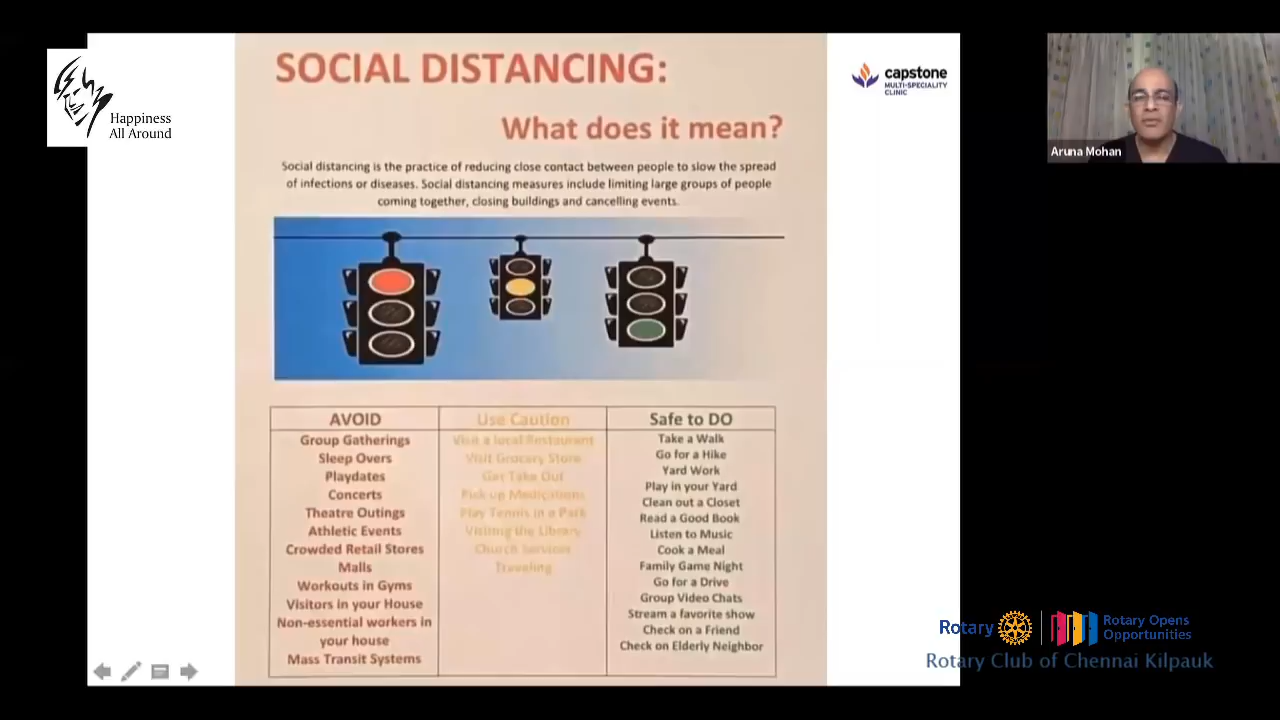 Happiness
All Around
SOCIAL DISTANCING:
What does it mean?
Social distancing is the practice of reducing close contact between people to slow the spread
of infections or diseases. Social distancing measures include limiting large groups of people
coming together, closing buildings and cancelling events.
capstone
MULTI-SPECIALITY
CLINIC
Aruna Mohan
AVOID
Group Gatherings
Sleep Overs
Playdates
Concerts
Theatre Outings
Athletic Events
Crowded Retail Stores
Malls
Workouts in Gyms
Visitors in your House
Non-essential workers in
your house
Mass Transit Systems
Use Caution
Visit a local Restaurant
Visit Grocery Store
Get Take Out
Pick up Medications
Play Tennis in a Park
Visiting the Library
Church Services
Traveling
Safe to DO
Take a Walk
Go for a Hike
Yard Work
Play in your Yard
Clean out a Closet
Read a Good Book
Listen to Music
Cook a Meal
Family Game Night
Go for a Drive
Group Video Chats
Stream a favorite show
Check on a Friend
Check on Elderly Neighbor
Rotary
Rotary Opens
Opportunities
Rotary Club of Chennai Kilpauk